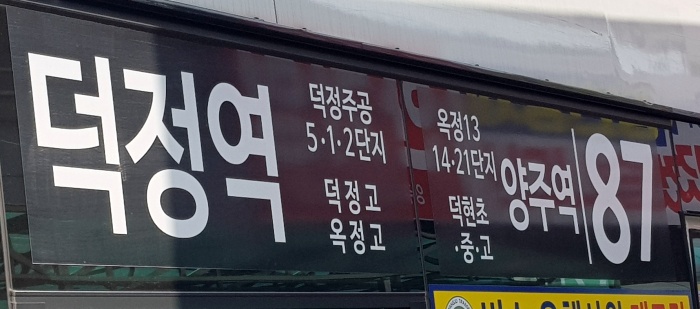 덕정역
덕정주공
5·1·2단지
덕정고
옥정고
옥정13
14·21단지
덕현초
·중·고
양주역
87